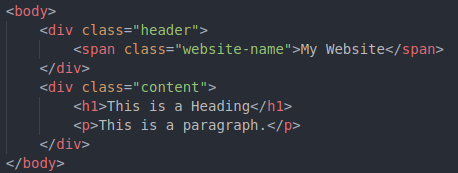 <body>
    <div class="header">
        <span class="website-name">My Website</span>
    </div>
    <div class="content">
        <h1>This is a Heading</h1>
        <p>This is a paragraph.</p>
    </div>
</body>